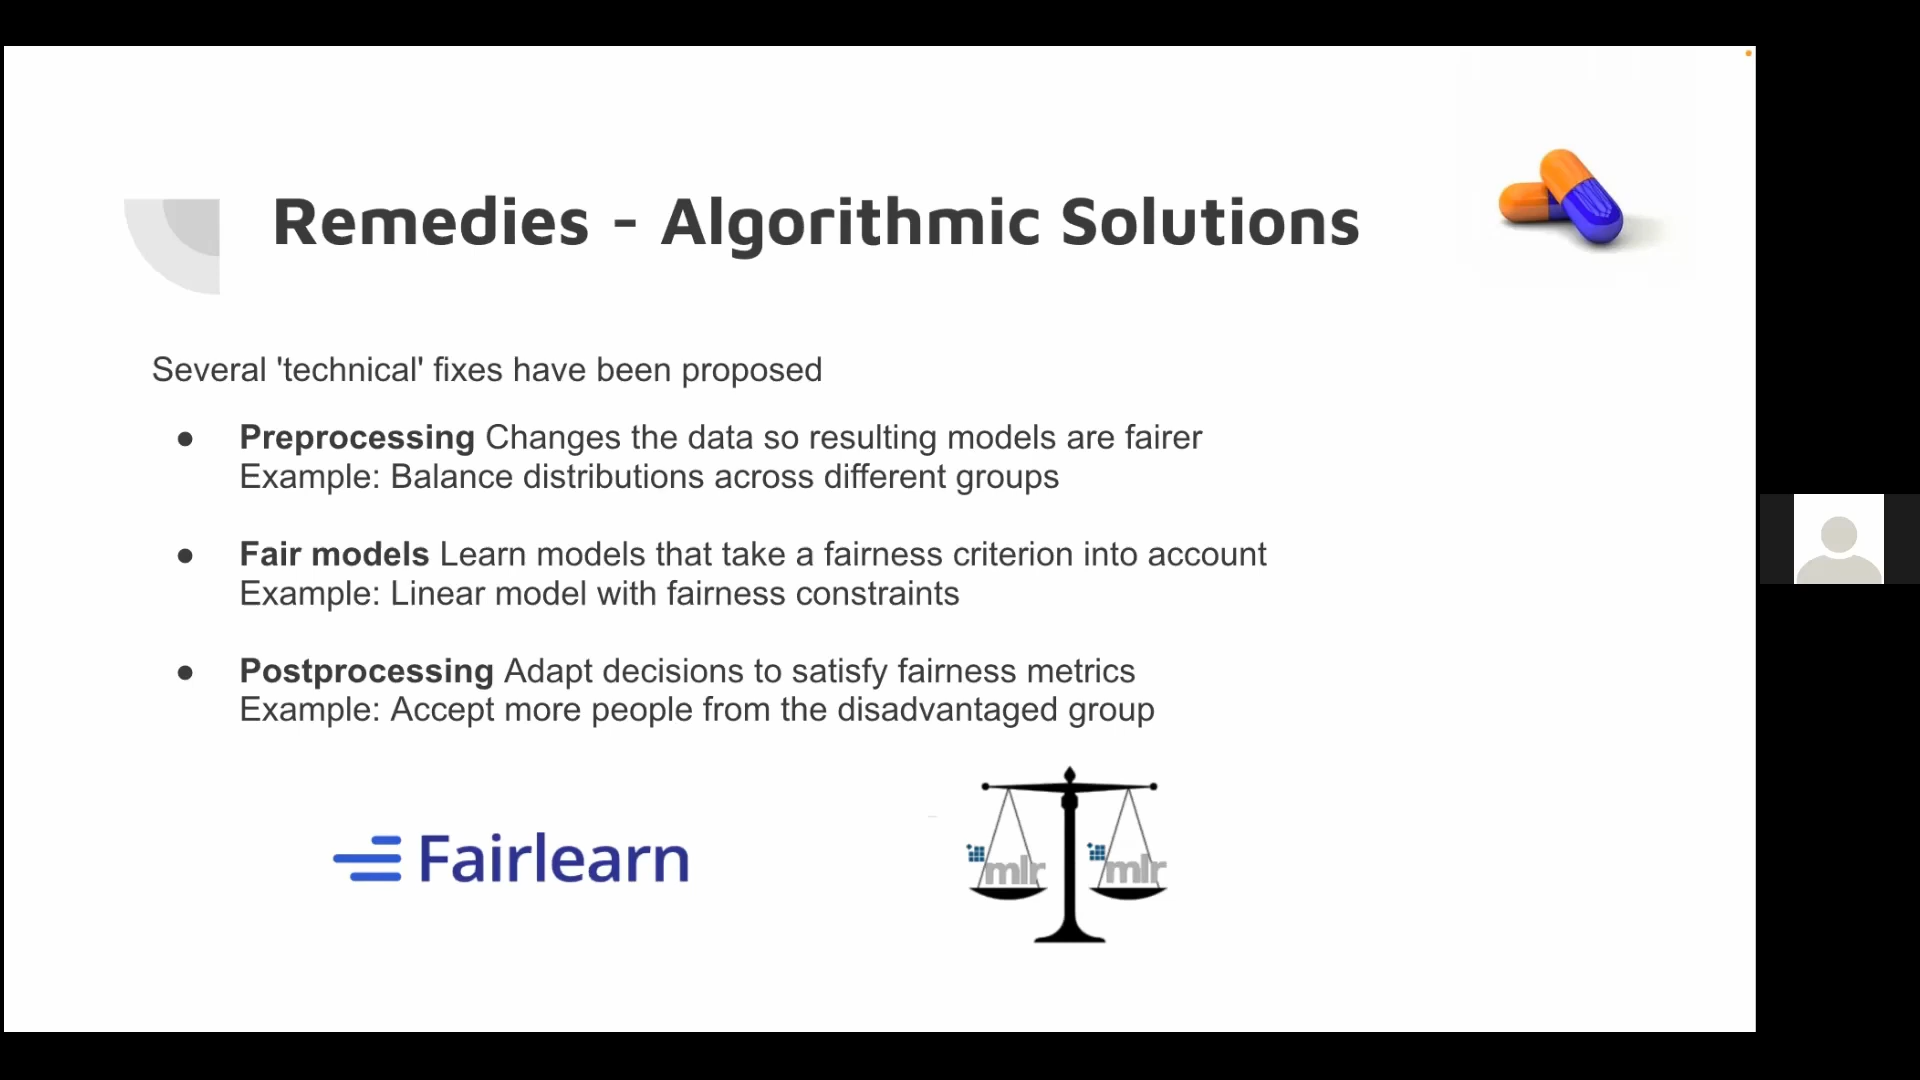 Remedies - Algorithmic Solutions
Several 'technical' fixes have been proposed
● Preprocessing Changes the data so resulting models are fairer
Example: Balance distributions across different groups
● Fair models Learn models that take a fairness criterion into account
Example: Linear model with fairness constraints
● Postprocessing Adapt decisions to satisfy fairness metrics
Example: Accept more people from the disadvantaged group
Fairlearn
mlr mlr